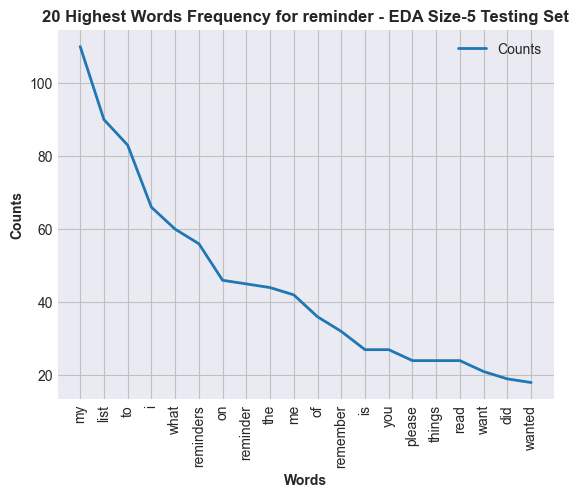 20 Highest Words Frequency for reminder - EDA Size-5 Testing Set
Counts
100
80
60
40
20
Counts
my
list
to
i
what
reminders
on
reminder
the
me
of
remember
is
you
please
things
read
want
did
wanted
Words